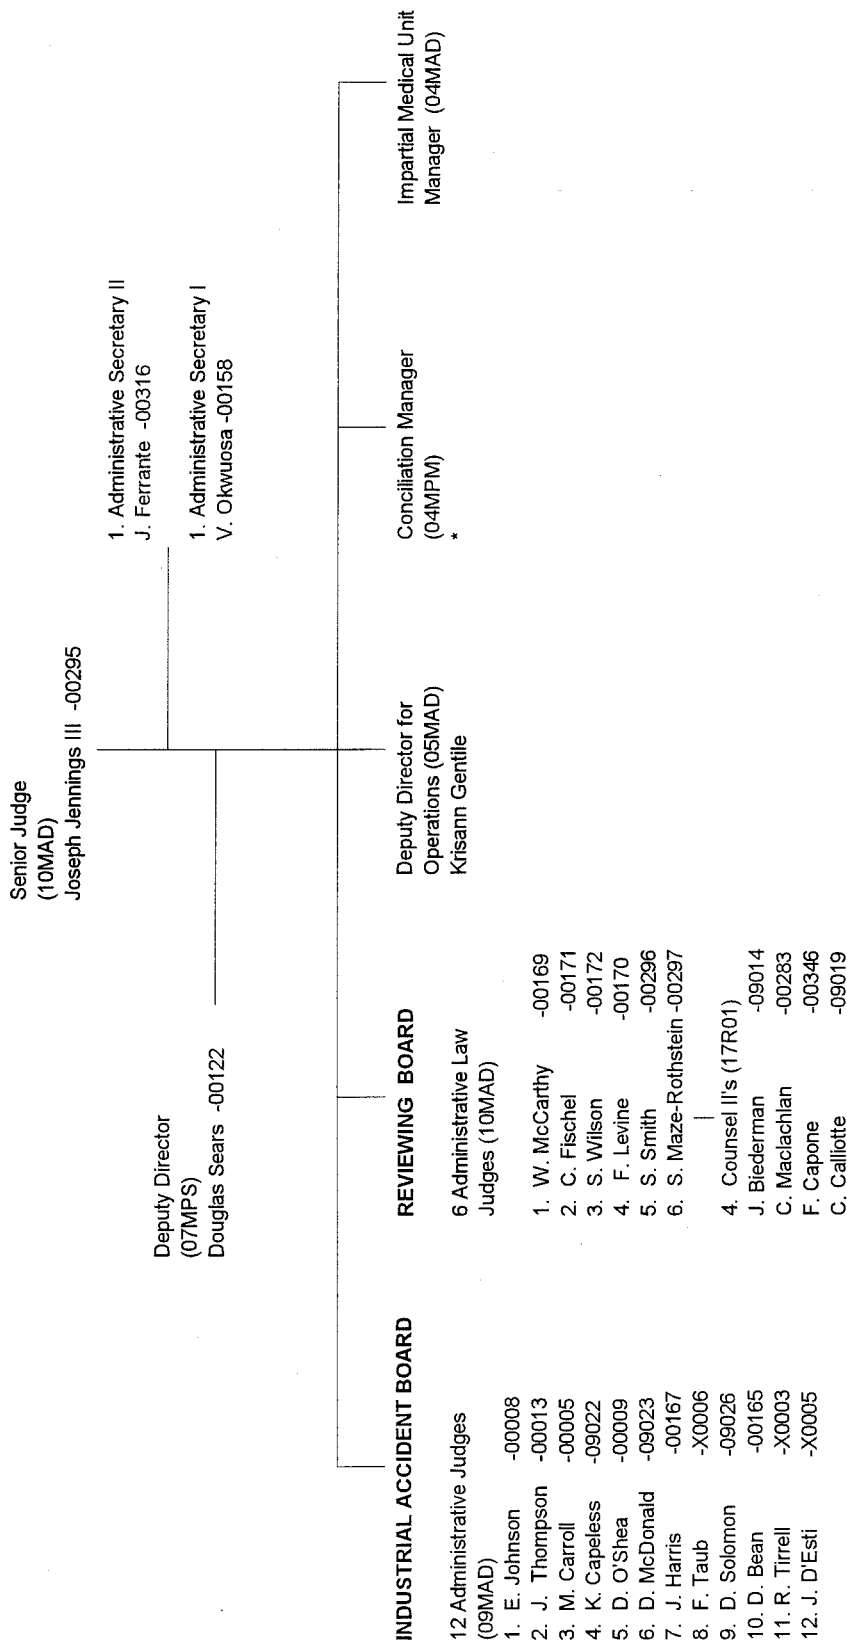 Senior Judge
(10MAD)
Joseph Jennings III -00295
1. Administrative Secretary II
J. Ferrante -00316
1. Administrative Secretary I
V. Okwuosa -00158
Deputy Director
(07MPS)
Douglas Sears -00122
INDUSTRIAL ACCIDENT BOARD
12 Administrative Judges
(09MAD)
1. E. Johnson -00008
2. J. Thompson -00013
3. M. Carroll -00005
4. K. Capeless -09022
5. D. O'Shea -00009
6. D. McDonald -09023
7. J. Harris -00167
8. F. Taub -X0006
9. D. Solomon -09026
10. D. Bean -00165
11. R. Tirrell -X0003
12. J. D'Esti -X0005
REVIEWING BOARD
6 Administrative Law
Judges (10MAD)
1. W. McCarthy -00169
2. C. Fischel -00171
3. S. Wilson -00172
4. F. Levine -00170
5. S. Smith -00296
6. S. Maze-Rothstein -00297
4. Counsel II's (17R01)
J. Biederman -09014
C. Maclachlan -00283
F. Capone -00346
C. Calliotte -09019
Deputy Director for
Operations (05MAD)
Krisann Gentile
Conciliation Manager
(04MPM)
*
Impartial Medical Unit
Manager (04MAD)